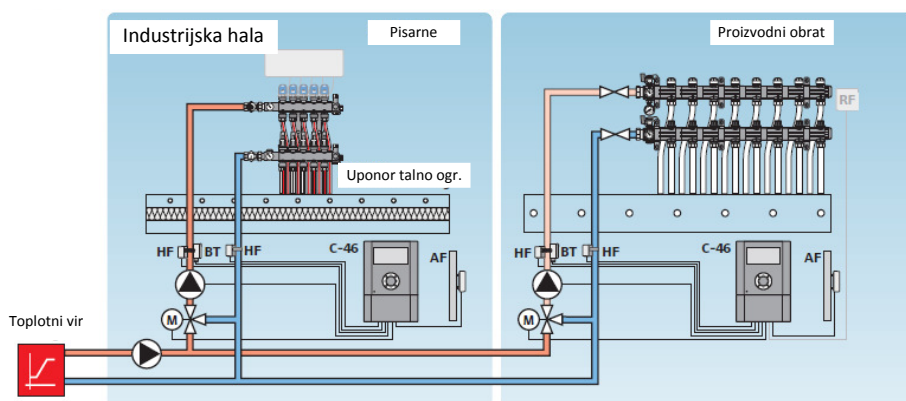 Industrijska hala
Pisarne
Proizvodni obrat
RF
Uponor talno ogr.
HF
BT
HF
C-46
AF
HF
BT
HF
C-46
AF
M
M
Toplotni vir